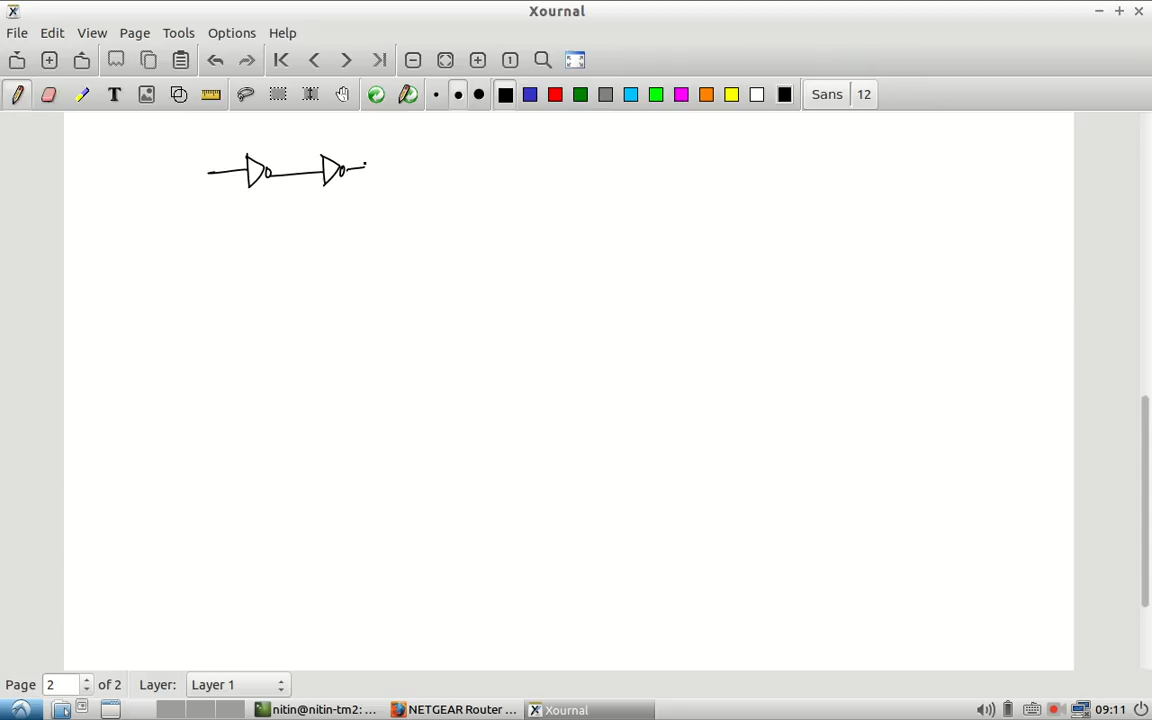 Xournal
File Edit View Page Tools Options Help
Sans 12
Page 2 of 2 Layer: Layer 1
nitin@nitin-tm2: ... NETGEAR Router ... Xournal 09:11